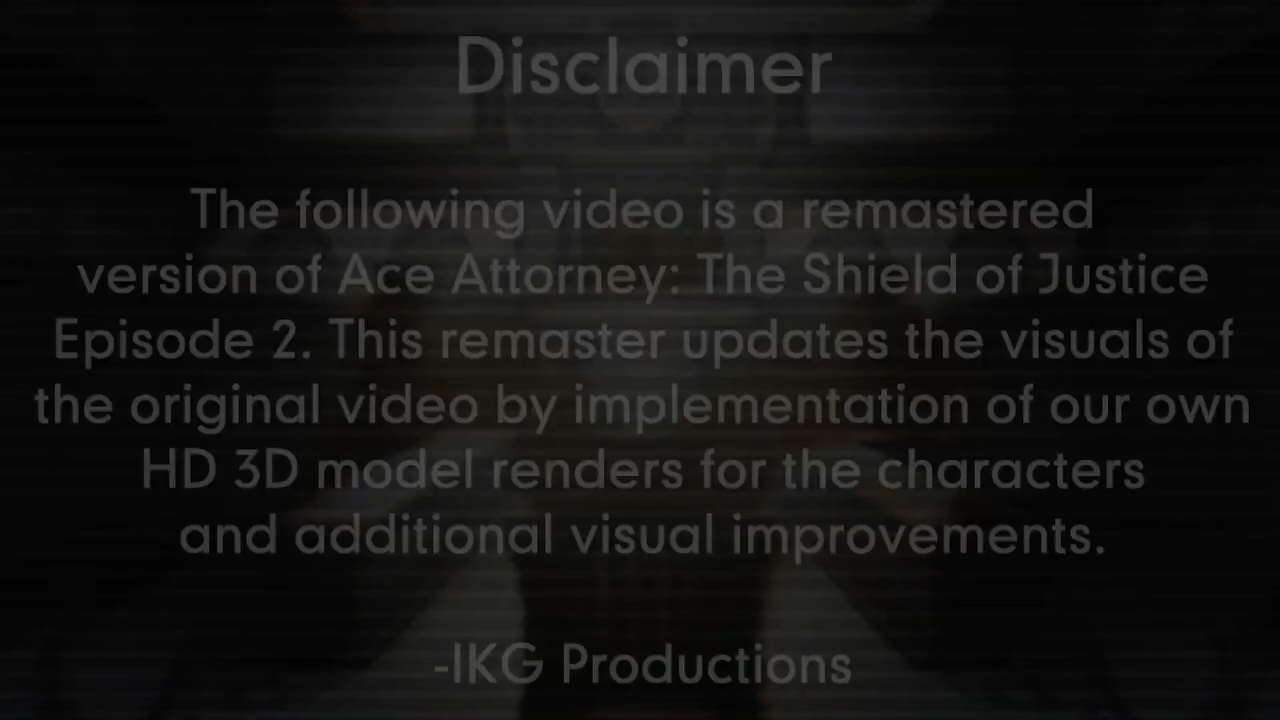 Disclaimer
The following video is a remastered
version of Ace Attorney: The Shield of Justice
Episode 2. This remaster updates the visuals of
the original video by implementation of our own
HD 3D model renders for the characters
and additional visual improvements.
-IKG Productions